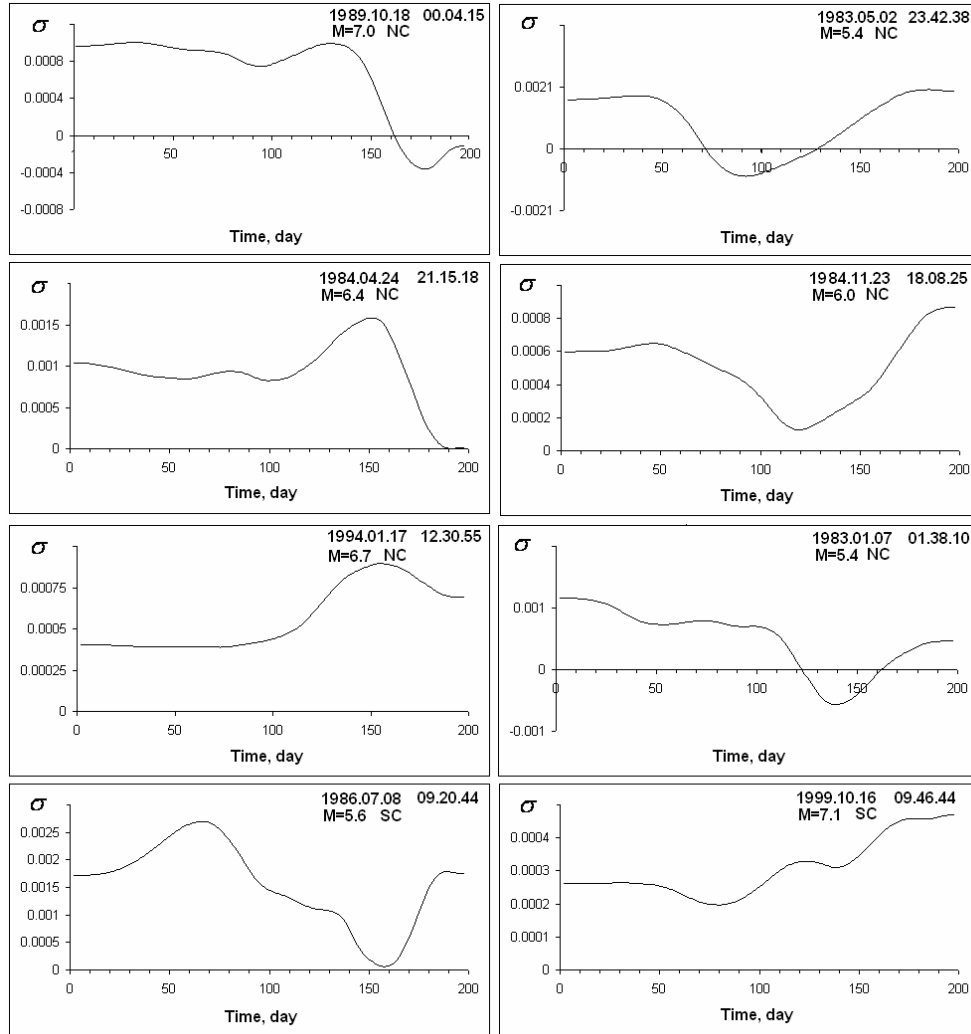 σ
1989.10.18 00.04.15
M=7.0 NC
0.0008
0.0004
0
-0.0004
-0.0008
50 100 150 200
Time, day
1983.05.02 23.42.38
σ
M=5.4 NC
0.0021
0
-0.0021
0 50 100 150 200
Time, day
σ
1984.04.24 21.15.18
M=6.4 NC
0.0015
0.001
0.0005
0
0 50 100 150 200
Time, day
σ
1984.11.23 18.08.25
M=6.0 NC
0.0008
0.0006
0.0004
0.0002
0
0 50 100 150 200
Time, day
σ
1994.01.17 12.30.55
M=6.7 NC
0.00075
0.0005
0.00025
0
0 50 100 150 200
Time, day
σ
1983.01.07 01.38.10
M=5.4 NC
0.001
0
-0.001
0 50 100 150 200
Time, day
σ
1986.07.08 09.20.44
M=5.6 SC
0.0025
0.002
0.0015
0.001
0.0005
0
0 50 100 150 200
Time, day
σ
1999.10.16 09.46.44
M=7.1 SC
0.0004
0.0003
0.0002
0.0001
0
0 50 100 150 200
Time, day